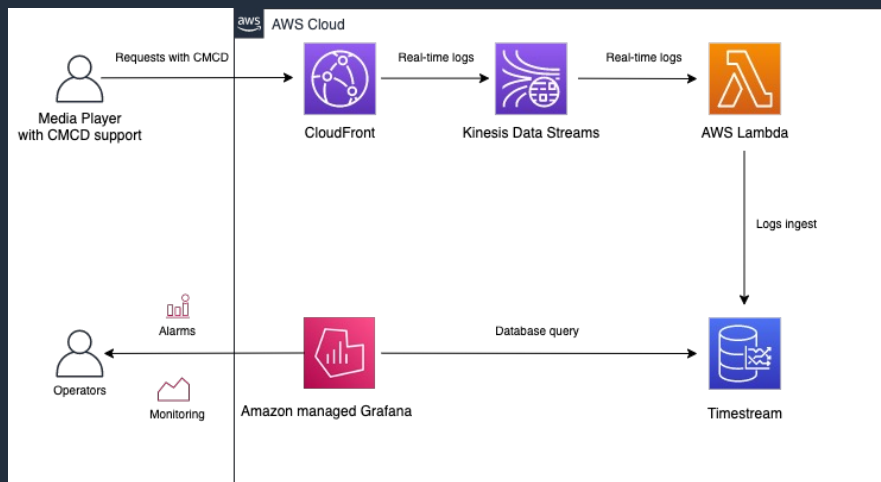 aws
AWS Cloud
Requests with CMCD
Real-time logs
Real-time logs
Media Player
with CMCD support
CloudFront
Kinesis Data Streams
AWS Lambda
Logs ingest
Alarms
Database query
Operators
Monitoring
Amazon managed Grafana
Timestream